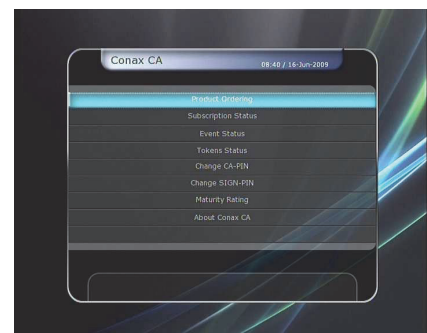 Conax CA
08:40 / 16-Jun-2009
Product Ordering
Subscription Status
Event Status
Tokens Status
Change CA-PIN
Change SIGN-PIN
Maturity Rating
About Conax CA